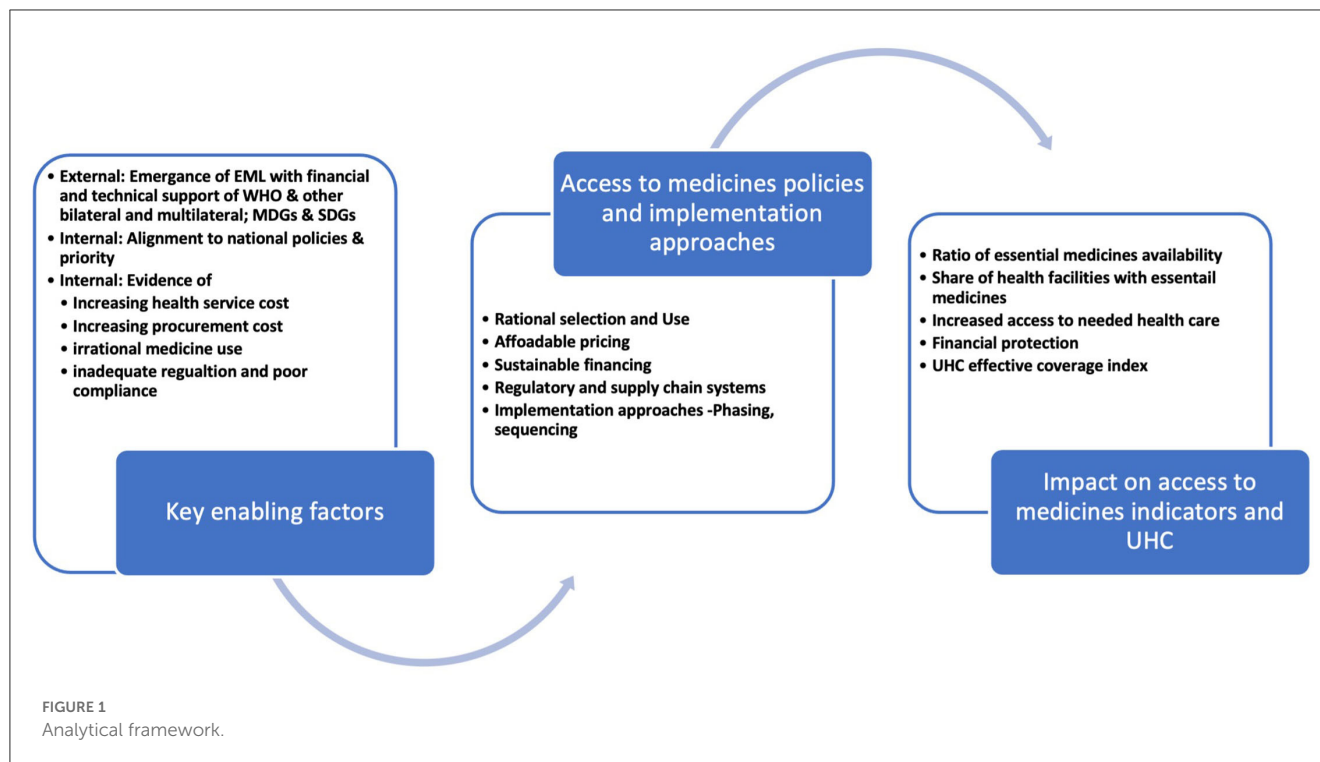 • External: Emergance of EML with financial
and technical support of WHO & other
bilateral and multilateral; MDGs & SDGs
• Internal: Alignment to national policies &
priority
• Internal: Evidence of
• Increasing health service cost
• Increasing procurement cost
• irrational medicine use
• inadequate regualtion and poor
compliance
Key enabling factors
Access to medicines policies
and implementation
approaches
• Rational selection and Use
• Affoadable pricing
• Sustainable financing
• Regulatory and supply chain systems
• Implementation approaches -Phasing,
sequencing
• Ratio of essential medicines availability
• Share of health facilities with essentail
medicines
• Increased access to needed health care
• Financial protection
• UHC effective coverage index
Impact on access to
medicines indicators and
UHC
FIGURE 1
Analytical framework.